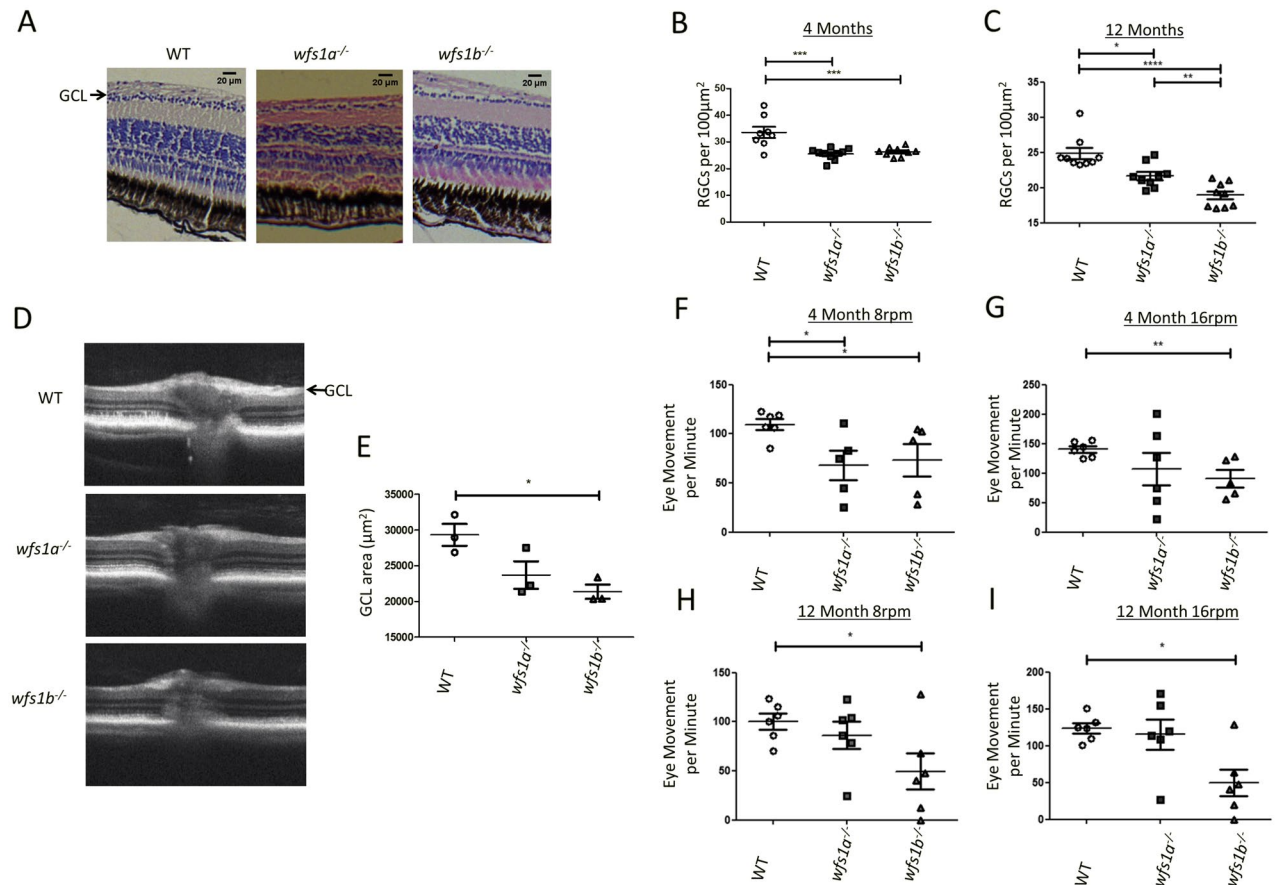 A
WT
wfs1a-/-
wfs1b-/-
20 µm
20 µm
20 µm
GCL
B
4 Months
***
***
RGCs per 100µm²
50
40
30
20
10
0
WT
wfs1a-/-
wfs1b-/-
C
12 Months
*
****
**
RGCs per 100µm²
35
30
25
20
15
WT
wfs1a-/-
wfs1b-/-
D
WT
GCL
wfs1a-/-
wfs1b-/-
E
*
GCL area (µm²)
35000
30000
25000
20000
15000
WT
wfs1a-/-
wfs1b-/-
F
4 Month 8rpm
*
*
Eye Movement
per Minute
150
100
50
0
WT
wfs1a-/-
wfs1b-/-
G
4 Month 16rpm
**
Eye Movement
per Minute
250
200
150
100
50
0
WT
wfs1a-/-
wfs1b-/-
H
12 Month 8rpm
*
Eye Movement
per Minute
150
100
50
0
WT
wfs1a-/-
wfs1b-/-
I
12 Month 16rpm
*
Eye Movement
per Minute
200
150
100
50
0
WT
wfs1a-/-
wfs1b-/-